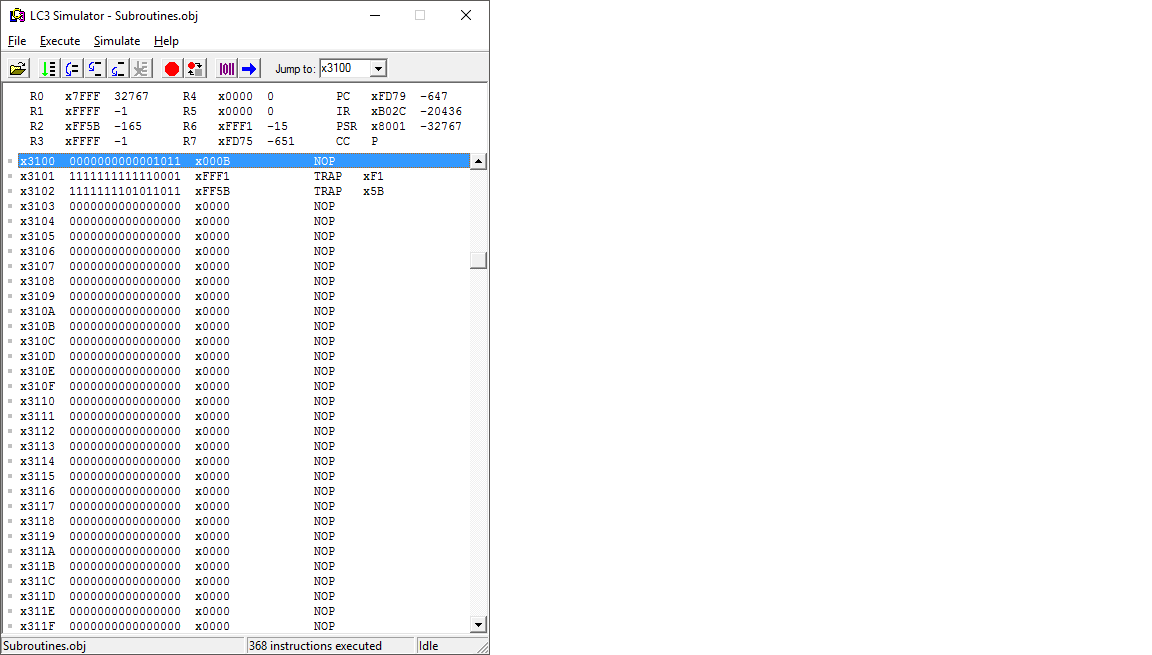 LC3 Simulator - Subroutines.obj
File Execute Simulate Help
Jump to: x3100
R0 x7FFF 32767 R4 x0000 0 PC xFD79 -647
R1 xFFFF -1 R5 x0000 0 IR xB02C -20436
R2 xFF5B -165 R6 xFFF1 -15 PSR x8001 -32767
R3 xFFFF -1 R7 xFD75 -651 CC P
x3100 0000000000001011 x000B NOP
x3101 1111111111110001 xFFF1 TRAP xF1
x3102 1111111101011011 xFF5B TRAP x5B
x3103 0000000000000000 x0000 NOP
x3104 0000000000000000 x0000 NOP
x3105 0000000000000000 x0000 NOP
x3106 0000000000000000 x0000 NOP
x3107 0000000000000000 x0000 NOP
x3108 0000000000000000 x0000 NOP
x3109 0000000000000000 x0000 NOP
x310A 0000000000000000 x0000 NOP
x310B 0000000000000000 x0000 NOP
x310C 0000000000000000 x0000 NOP
x310D 0000000000000000 x0000 NOP
x310E 0000000000000000 x0000 NOP
x310F 0000000000000000 x0000 NOP
x3110 0000000000000000 x0000 NOP
x3111 0000000000000000 x0000 NOP
x3112 0000000000000000 x0000 NOP
x3113 0000000000000000 x0000 NOP
x3114 0000000000000000 x0000 NOP
x3115 0000000000000000 x0000 NOP
x3116 0000000000000000 x0000 NOP
x3117 0000000000000000 x0000 NOP
x3118 0000000000000000 x0000 NOP
x3119 0000000000000000 x0000 NOP
x311A 0000000000000000 x0000 NOP
x311B 0000000000000000 x0000 NOP
x311C 0000000000000000 x0000 NOP
x311D 0000000000000000 x0000 NOP
x311E 0000000000000000 x0000 NOP
x311F 0000000000000000 x0000 NOP
Subroutines.obj 368 instructions executed Idle